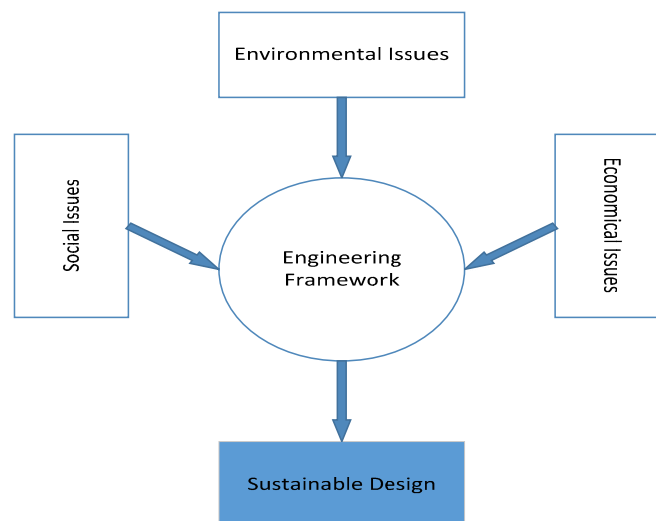 Environmental Issues
Social Issues
Economical Issues
Engineering
Framework
Sustainable Design